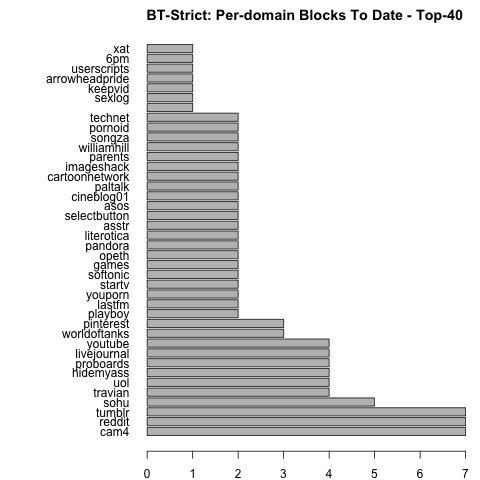 BT-Strict: Per-domain Blocks To Date - Top-40
xat
6pm
userscripts
arrowheadpride
keepvid
sexlog
technet
pornoid
songza
williamhill
parents
imageshack
cartoonnetwork
paltalk
cineblog01
asos
selectbutton
asstr
literotica
pandora
opeth
games
softonic
startv
youporn
lastfm
playboy
pinterest
worldoftanks
youtube
livejournal
proboards
hidemyass
uol
travian
sohu
tumblr
reddit
cam4
0 1 2 3 4 5 6 7